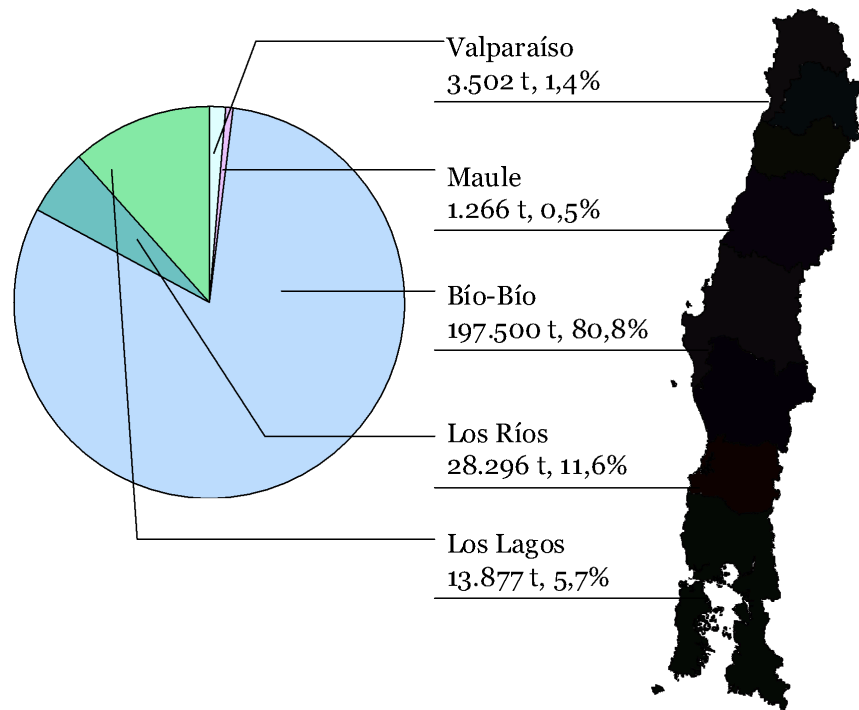 Valparaíso
3.502 t, 1,4%
Maule
1.266 t, 0,5%
Bío-Bío
197.500 t, 80,8%
Los Ríos
28.296 t, 11,6%
Los Lagos
13.877 t, 5,7%